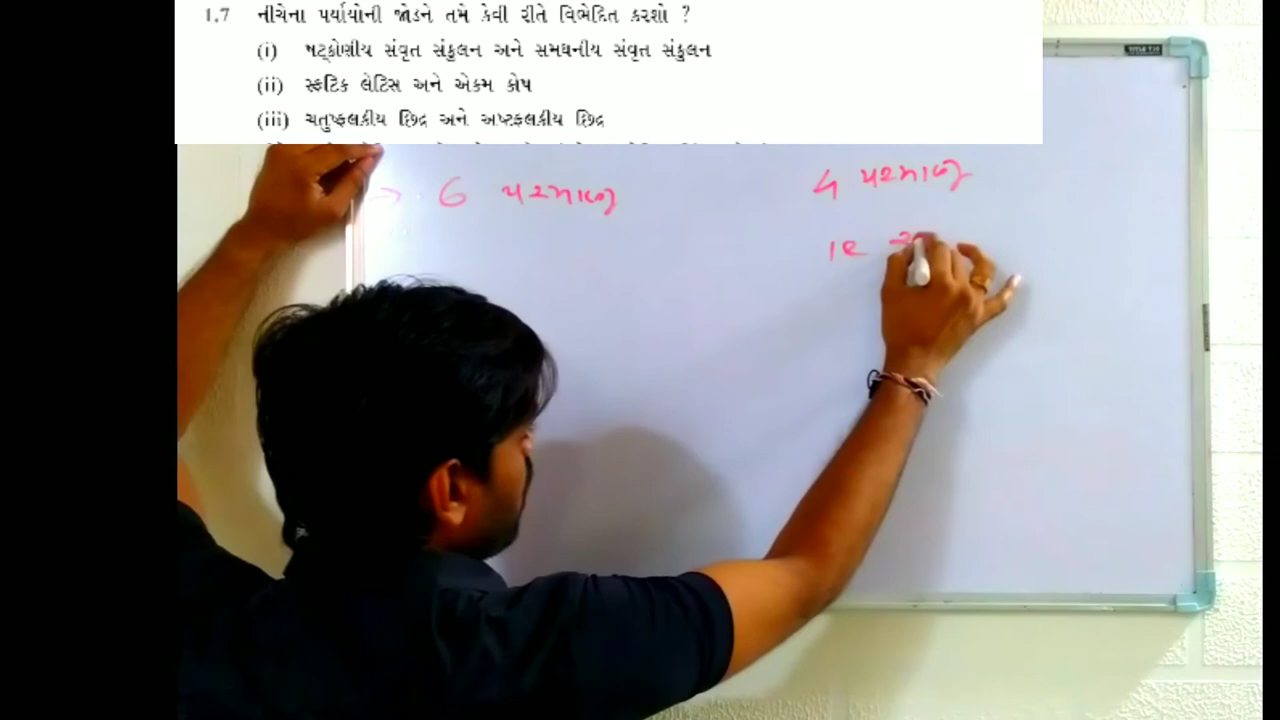 1.7 નીચેના પર્યાયોની જોડને તમે કેવી રીતે વિભેદિત કરશો ?
(i) ષટ્કોણીય સંવૃત સંકુલન અને સમઘનીય સંવૃત્ત સંકુલન
(ii) સ્ફટિક લેટિસ અને એકમ કોષ
(iii) ચતુષ્ફલકીય છિદ્ર અને અષ્ટફલકીય છિદ્ર
→ 6 પરમાણુ
4 પરમાણુ